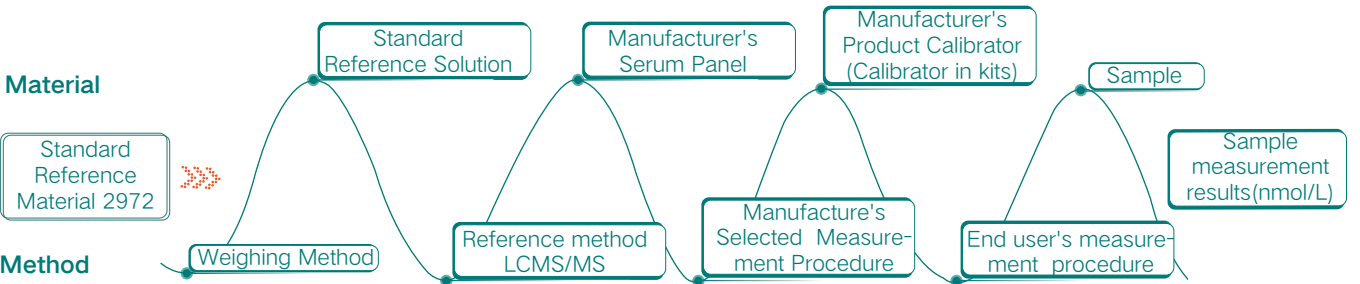 Material
Standard
Reference
Material 2972
Method
Weighing Method
Standard
Reference Solution
Reference method
LCMS/MS
Manufacturer's
Serum Panel
Manufacture's
Selected Measure-
ment Procedure
Manufacturer's
Product Calibrator
(Calibrator in kits)
End user's measure-
ment procedure
Sample
Sample
measurement
results(nmol/L)